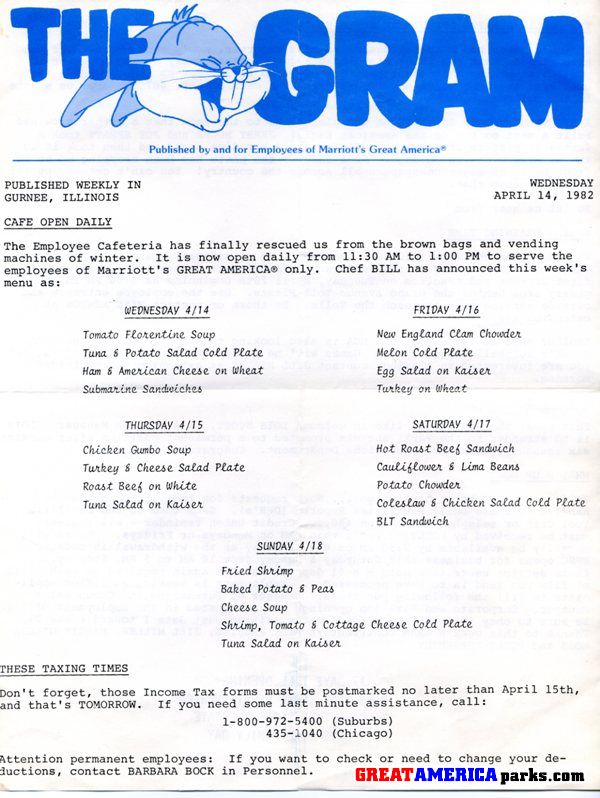 THE GRAM
Published by and for Employees of Marriott's Great America®
PUBLISHED WEEKLY IN
GURNEE, ILLINOIS
WEDNESDAY
APRIL 14, 1982
CAFE OPEN DAILY
The Employee Cafeteria has finally rescued us from the brown bags and vending
machines of winter. It is now open daily from 11:30 AM to 1:00 PM to serve the
employees of Marriott's GREAT AMERICA® only. Chef BILL has announced this week's
menu as:
WEDNESDAY 4/14
Tomato Florentine Soup
Tuna & Potato Salad Cold Plate
Ham & American Cheese on Wheat
Submarine Sandwiches
FRIDAY 4/16
New England Clam Chowder
Melon Cold Plate
Egg Salad on Kaiser
Turkey on Wheat
THURSDAY 4/15
Chicken Gumbo Soup
Turkey & Cheese Salad Plate
Roast Beef on White
Tuna Salad on Kaiser
SATURDAY 4/17
Hot Roast Beef Sandwich
Cauliflower & Lima Beans
Potato Chowder
Coleslaw & Chicken Salad Cold Plate
BLT Sandwich
SUNDAY 4/18
Fried Shrimp
Baked Potato & Peas
Cheese Soup
Shrimp, Tomato & Cottage Cheese Cold Plate
Tuna Salad on Kaiser
THESE TAXING TIMES
Don't forget, those Income Tax forms must be postmarked no later than April 15th,
and that's TOMORROW. If you need some last minute assistance, call:
1-800-972-5400 (Suburbs)
435-1040 (Chicago)
Attention permanent employees: If you want to check or need to change your de-
ductions, contact BARBARA BOCK in Personnel.
GREATAMERICAparks.com